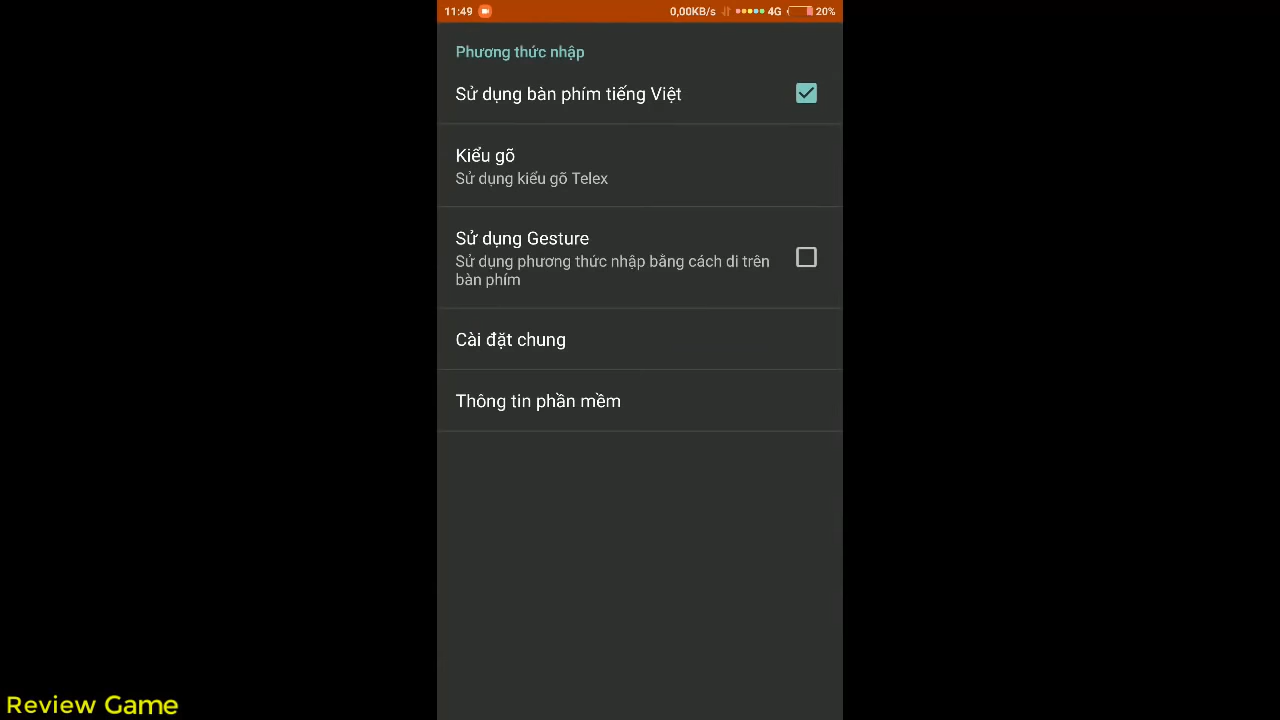 11:49 0,00KB/s 4G 20%
Phương thức nhập
Sử dụng bàn phím tiếng Việt
Kiểu gõ
Sử dụng kiểu gõ Telex
Sử dụng Gesture
Sử dụng phương thức nhập bằng cách di trên
bàn phím
Cài đặt chung
Thông tin phần mềm
Review Game